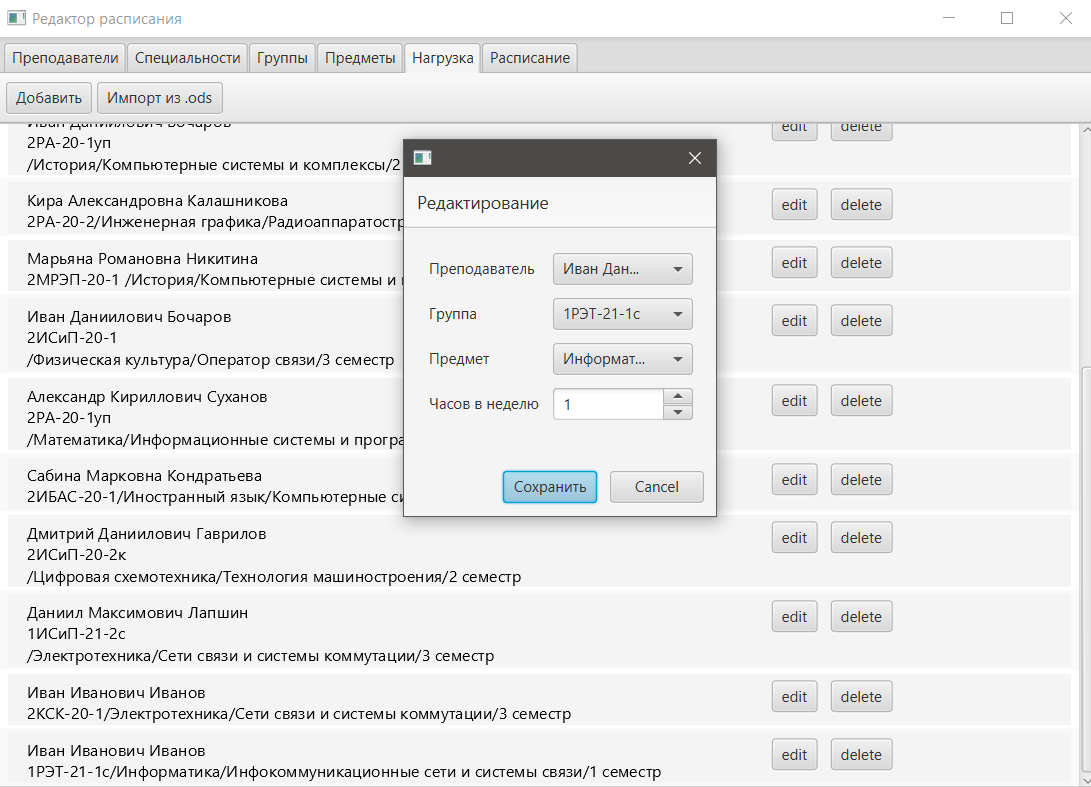 Редактор расписания
Преподаватели Специальности Группы Предметы Нагрузка Расписание
Добавить Импорт из .ods
Иван Даниилович Бочаров
2РА-20-1уп
/История/Компьютерные системы и комплексы/2
edit delete
Кира Александровна Калашникова
2РА-20-2/Инженерная графика/Радиоаппаратостр
edit delete
Марьяна Романовна Никитина
2МРЭП-20-1 /История/Компьютерные системы и
edit delete
Иван Даниилович Бочаров
2ИСиП-20-1
/Физическая культура/Оператор связи/3 семестр
edit delete
Александр Кириллович Суханов
2РА-20-1уп
/Математика/Информационные системы и програ
edit delete
Сабина Марковна Кондратьева
2ИБАС-20-1/Иностранный язык/Компьютерные си
edit delete
Дмитрий Даниилович Гаврилов
2ИСиП-20-2к
/Цифровая схемотехника/Технология машиностроения/2 семестр
edit delete
Даниил Максимович Лапшин
1ИСиП-21-2с
/Электротехника/Сети связи и системы коммутации/3 семестр
edit delete
Иван Иванович Иванов
2КСК-20-1/Электротехника/Сети связи и системы коммутации/3 семестр
edit delete
Иван Иванович Иванов
1РЭТ-21-1с/Информатика/Инфокоммуникационные сети и системы связи/1 семестр
edit delete
Редактирование
Преподаватель Иван Дан...
Группа 1РЭТ-21-1с
Предмет Информат...
Часов в неделю 1
Сохранить Cancel